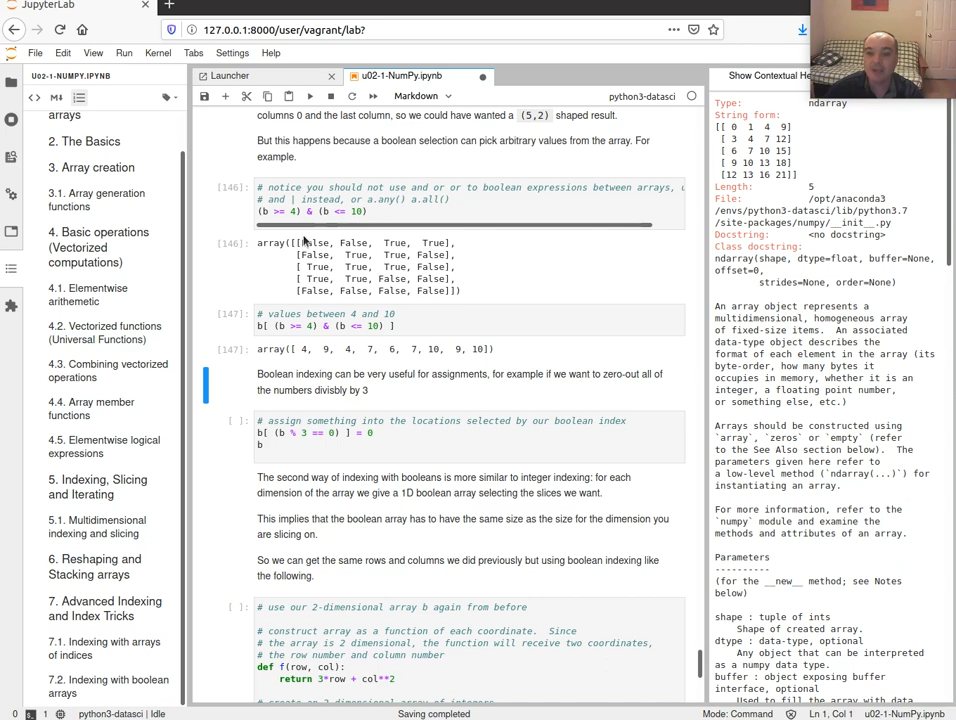 JupyterLab
127.0.0.1:8000/user/vagrant/lab?
File Edit View Run Kernel Tabs Settings Help
U02-1-NUMPY.IPYNB
arrays
2. The Basics
3. Array creation
3.1. Array generation
functions
4. Basic operations
(Vectorized
computations)
4.1. Elementwise
arithemetic
4.2. Vectorized functions
(Universal Functions)
4.3. Combining vectorized
operations
4.4. Array member
functions
4.5. Elementwise logical
expressions
5. Indexing, Slicing
and Iterating
5.1. Multidimensional
indexing and slicing
6. Reshaping and
Stacking arrays
7. Advanced Indexing
and Index Tricks
7.1. Indexing with arrays
of indices
7.2. Indexing with boolean
arrays
Launcher
u02-1-NumPy.ipynb
Markdown
python3-datasci
columns 0 and the last column, so we could have wanted a (5,2) shaped result.
But this happens because a boolean selection can pick arbitrary values from the array. For
example.
[146]: # notice you should not use and or or to boolean expressions between arrays, u
# and | instead, or a.any() a.all()
(b >= 4) & (b <= 10)
[146]: array([[False, False, True, True],
[False, True, True, False],
[ True, True, True, False],
[ True, True, False, False],
[False, False, False, False]])
[147]: # values between 4 and 10
b[ (b >= 4) & (b <= 10) ]
[147]: array([ 4, 9, 4, 7, 6, 7, 10, 9, 10])
Boolean indexing can be very useful for assignments, for example if we want to zero-out all of
the numbers divisbly by 3
[ ]: # assign something into the locations selected by our boolean index
b[ (b % 3 == 0) ] = 0
b
The second way of indexing with booleans is more similar to integer indexing: for each
dimension of the array we give a 1D boolean array selecting the slices we want.
This implies that the boolean array has to have the same size as the size for the dimension you
are slicing on.
So we can get the same rows and columns we did previously but using boolean indexing like
the following.
[ ]: # use our 2-dimensional array b again from before
# construct array as a function of each coordinate. Since
# the array is 2 dimensional, the function will receive two coordinates,
# the row number and column number
def f(row, col):
return 3*row + col**2
Show Contextual He
Type: ndarray
String form:
[[ 0 1 4 9]
[ 3 4 7 12]
[ 6 7 10 15]
[ 9 10 13 18]
[12 13 16 21]]
Length: 5
File: /opt/anaconda3
/envs/python3-datasci/lib/python3.7
/site-packages/numpy/__init__.py
Docstring: <no docstring>
Class docstring:
ndarray(shape, dtype=float, buffer=None,
offset=0,
strides=None, order=None)
An array object represents a
multidimensional, homogeneous array
of fixed-size items. An associated
data-type object describes the
format of each element in the array (its
byte-order, how many bytes it
occupies in memory, whether it is an
integer, a floating point number,
or something else, etc.)
Arrays should be constructed using
`array`, `zeros` or `empty` (refer
to the See Also section below). The
parameters given here refer to
a low-level method (`ndarray(...)`) for
instantiating an array.
For more information, refer to the
`numpy` module and examine the
methods and attributes of an array.
Parameters
----------
(for the __new__ method; see Notes
below)
shape : tuple of ints
Shape of created array.
dtype : data-type, optional
Any object that can be interpreted
as a numpy data type.
buffer : object exposing buffer
interface, optional
Used to fill the array with data
0 1 python3-datasci | Idle Saving completed Mode: Command Ln 1, Col 1 u02-1-NumPy.ipynb